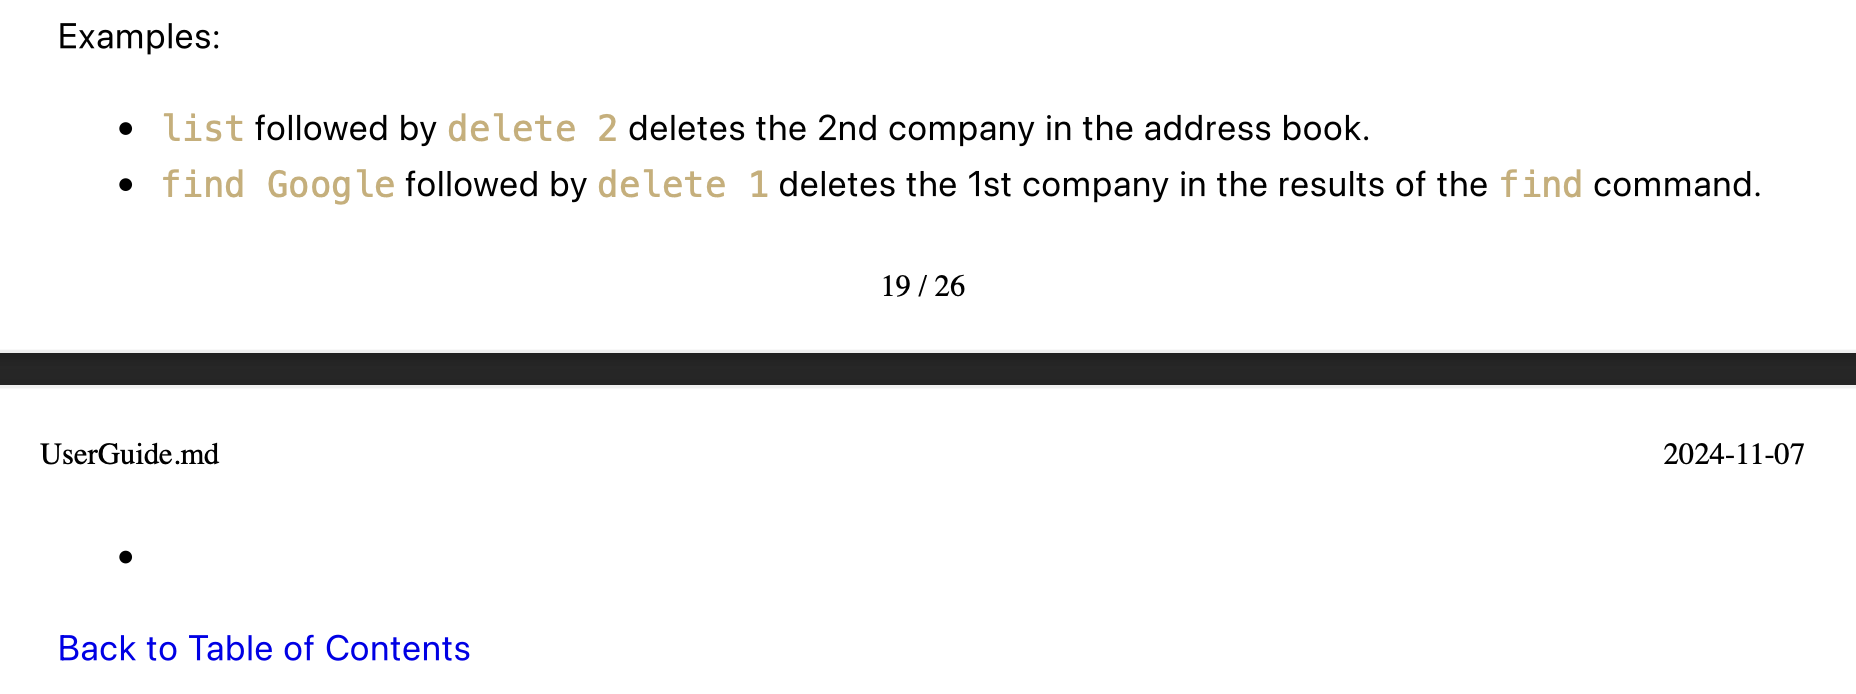 Examples:
• list followed by delete 2 deletes the 2nd company in the address book.
• find Google followed by delete 1 deletes the 1st company in the results of the find command.
19 / 26
UserGuide.md 2024-11-07
•
Back to Table of Contents